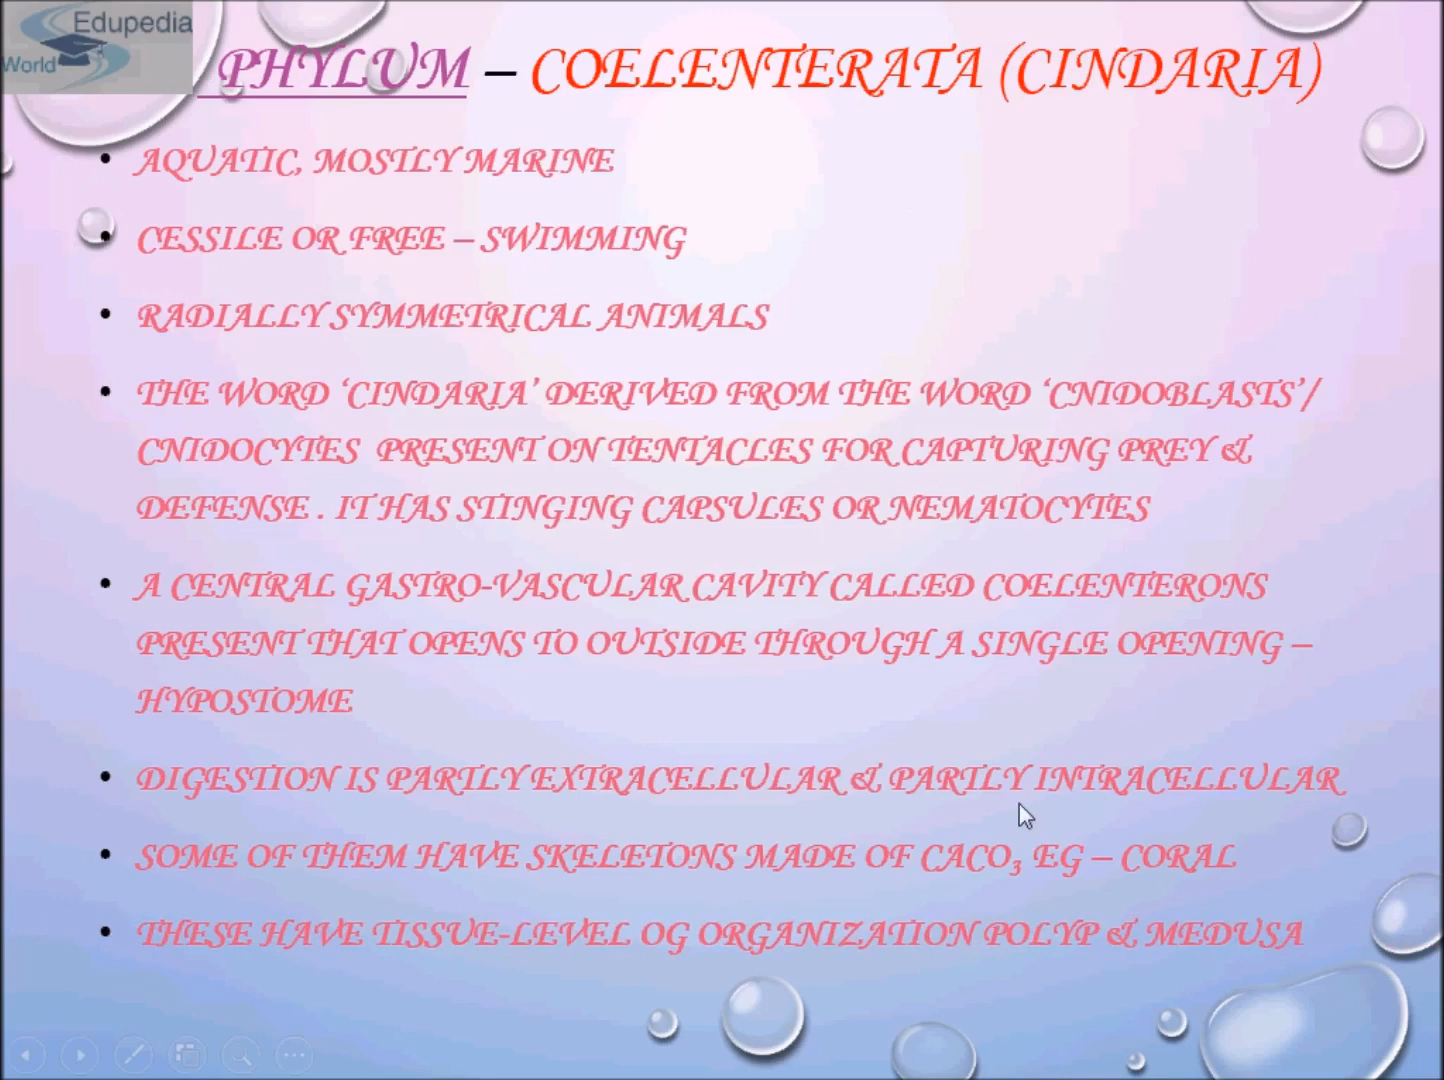 Edupedia
World
PHYLUM – COELENTERATA (CINDARIA)
• AQUATIC, MOSTLY MARINE
• CESSILE OR FREE – SWIMMING
• RADIALLY SYMMETRICAL ANIMALS
• THE WORD ‘CINDARIA’ DERIVED FROM THE WORD ‘CNIDOBLASTS’/
CNIDOCYTES PRESENT ON TENTACLES FOR CAPTURING PREY &
DEFENSE . IT HAS STINGING CAPSULES OR NEMATOCYTES
• A CENTRAL GASTRO-VASCULAR CAVITY CALLED COELENTERONS
PRESENT THAT OPENS TO OUTSIDE THROUGH A SINGLE OPENING –
HYPOSTOME
• DIGESTION IS PARTLY EXTRACELLULAR & PARTLY INTRACELLULAR
• SOME OF THEM HAVE SKELETONS MADE OF CACO₃ EG – CORAL
• THESE HAVE TISSUE-LEVEL OG ORGANIZATION POLYP & MEDUSA